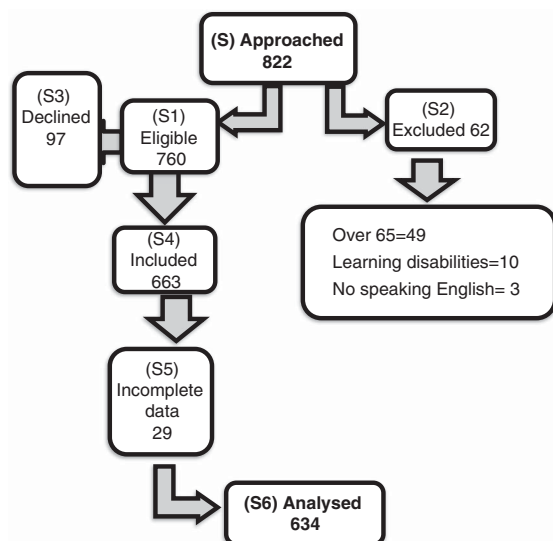 (S) Approached
822
(S3)
Declined
97
(S1)
Eligible
760
(S2)
Excluded 62
Over 65=49
Learning disabilities=10
No speaking English= 3
(S4)
Included
663
(S5)
Incomplete
data
29
(S6) Analysed
634